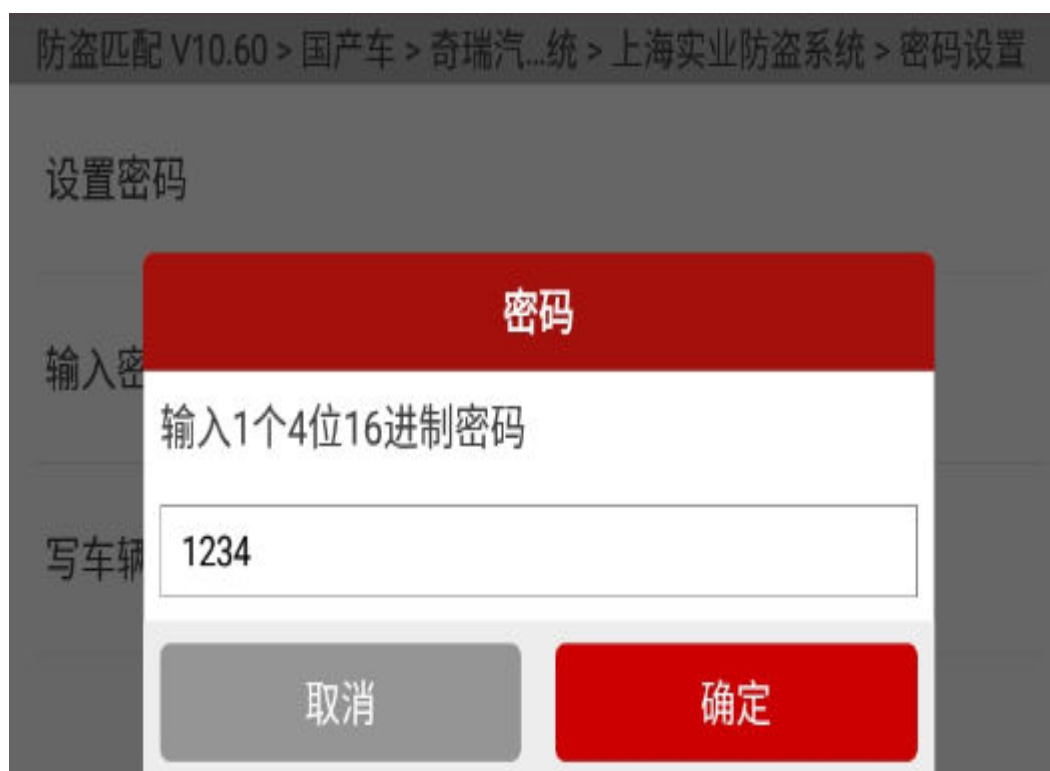 防盗匹配 V10.60 > 国产车 > 奇瑞汽...统 > 上海实业防盗系统 > 密码设置
设置密码
密码
输入密
输入1个4位16进制密码
写车辆
1234
取消
确定